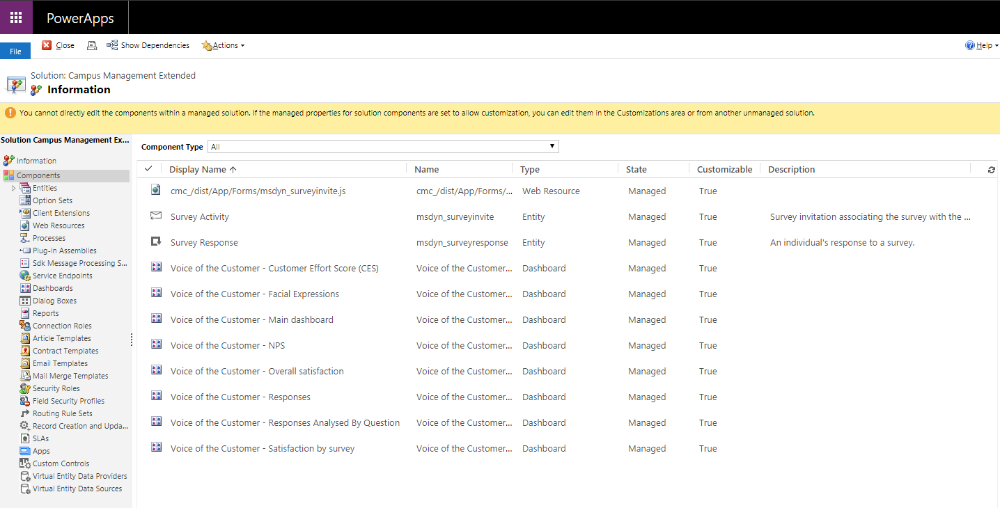 PowerApps
File
Close
Show Dependencies
Actions
Help
Solution: Campus Management Extended
Information
You cannot directly edit the components within a managed solution. If the managed properties for solution components are set to allow customization, you can edit them in the Customizations area or from another unmanaged solution.
Solution Campus Management Ex...
Information
Components
Entities
Option Sets
Client Extensions
Web Resources
Processes
Plug-in Assemblies
Sdk Message Processing S...
Service Endpoints
Dashboards
Dialog Boxes
Reports
Connection Roles
Article Templates
Contract Templates
Email Templates
Mail Merge Templates
Security Roles
Field Security Profiles
Routing Rule Sets
Record Creation and Upda...
SLAs
Apps
Custom Controls
Virtual Entity Data Providers
Virtual Entity Data Sources
Component Type All
Display Name Name Type State Customizable Description
cmc_/dist/App/Forms/msdyn_surveyinvite.js cmc_/dist/App/Forms/... Web Resource Managed True
Survey Activity msdyn_surveyinvite Entity Managed True Survey invitation associating the survey with the ...
Survey Response msdyn_surveyresponse Entity Managed True An individual's response to a survey.
Voice of the Customer - Customer Effort Score (CES) Voice of the Customer... Dashboard Managed True
Voice of the Customer - Facial Expressions Voice of the Customer... Dashboard Managed True
Voice of the Customer - Main dashboard Voice of the Customer... Dashboard Managed True
Voice of the Customer - NPS Voice of the Customer... Dashboard Managed True
Voice of the Customer - Overall satisfaction Voice of the Customer... Dashboard Managed True
Voice of the Customer - Responses Voice of the Customer... Dashboard Managed True
Voice of the Customer - Responses Analysed By Question Voice of the Customer... Dashboard Managed True
Voice of the Customer - Satisfaction by survey Voice of the Customer... Dashboard Managed True